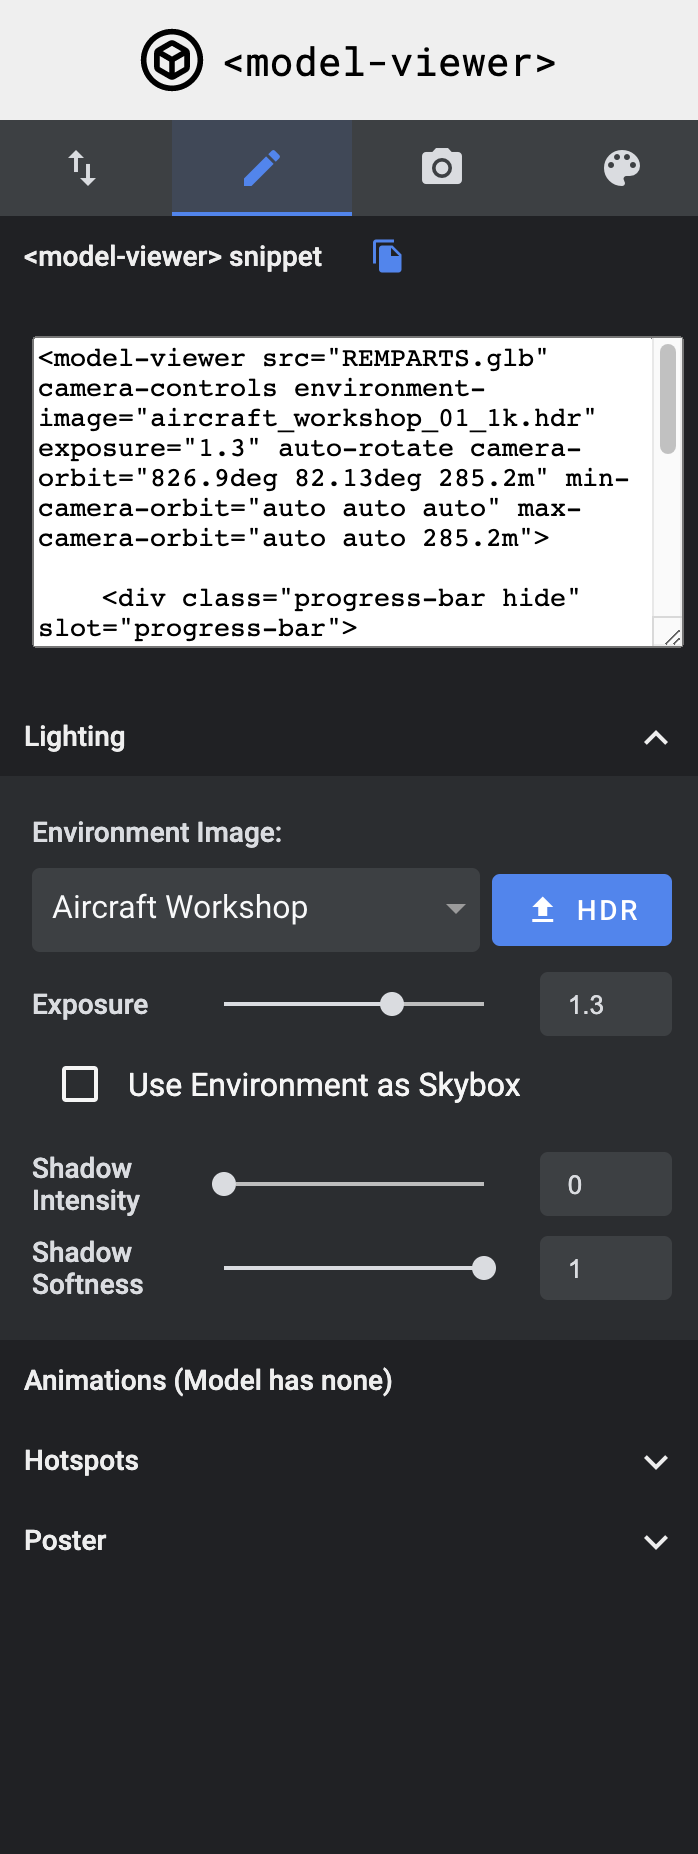 <model-viewer>
<model-viewer> snippet
<model-viewer src="REMPARTS.glb"
camera-controls environment-
image="aircraft_workshop_01_1k.hdr"
exposure="1.3" auto-rotate camera-
orbit="826.9deg 82.13deg 285.2m" min-
camera-orbit="auto auto auto" max-
camera-orbit="auto auto 285.2m">
<div class="progress-bar hide"
slot="progress-bar">
Lighting
Environment Image:
Aircraft Workshop
HDR
Exposure
1.3
Use Environment as Skybox
Shadow
Intensity
0
Shadow
Softness
1
Animations (Model has none)
Hotspots
Poster